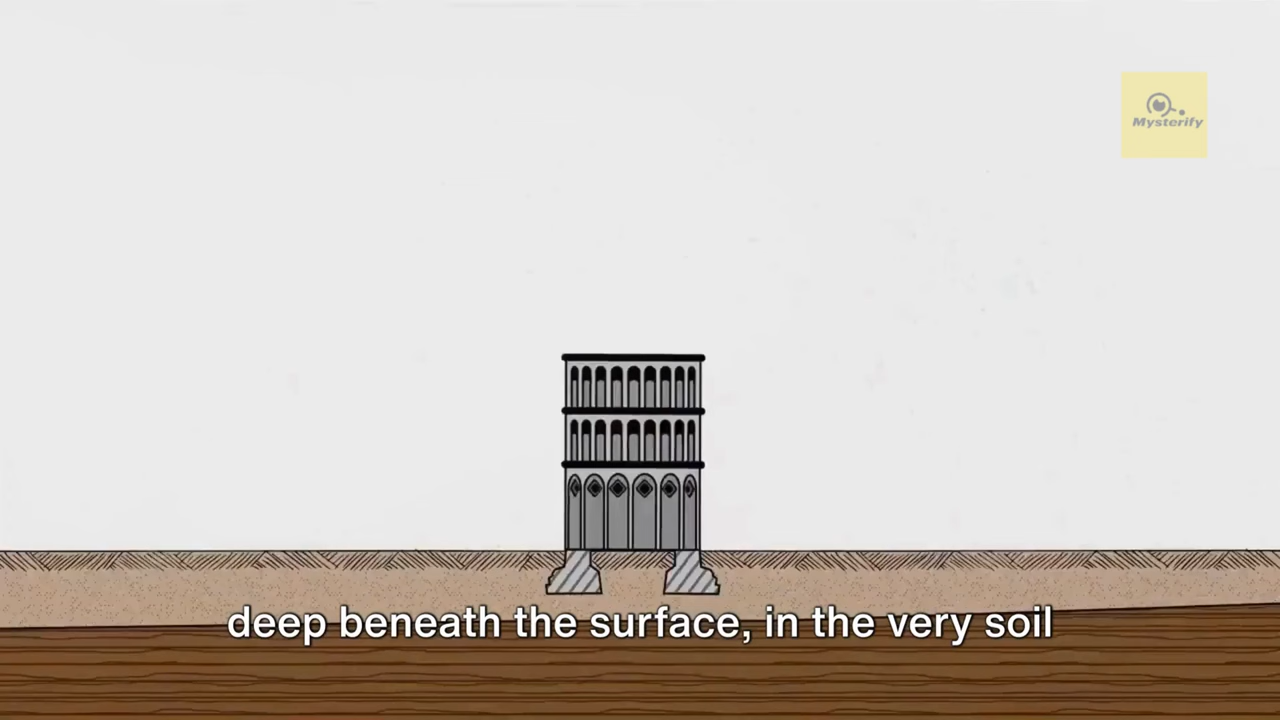 Mysterify
deep beneath the surface, in the very soil